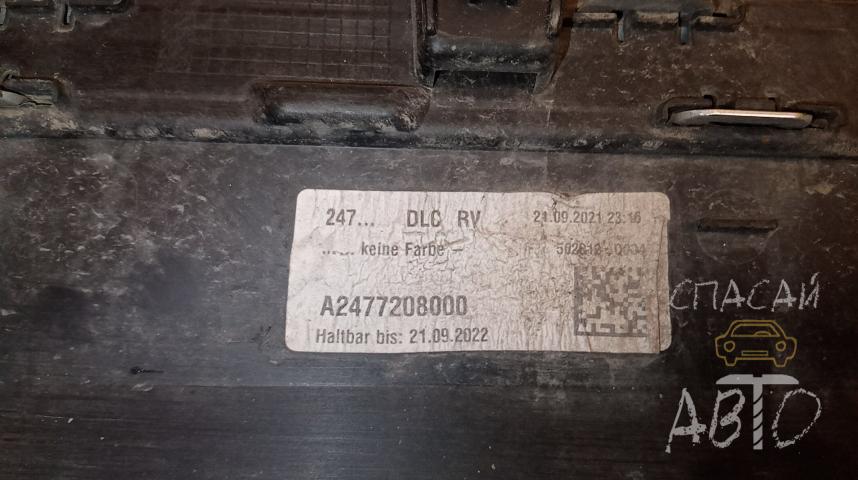 247... DLC RV 21.09.2021 23:16
...... keine Farbe –
A2477208000
Haltbar bis: 21.09.2022
СПАСАЙ
АВТО